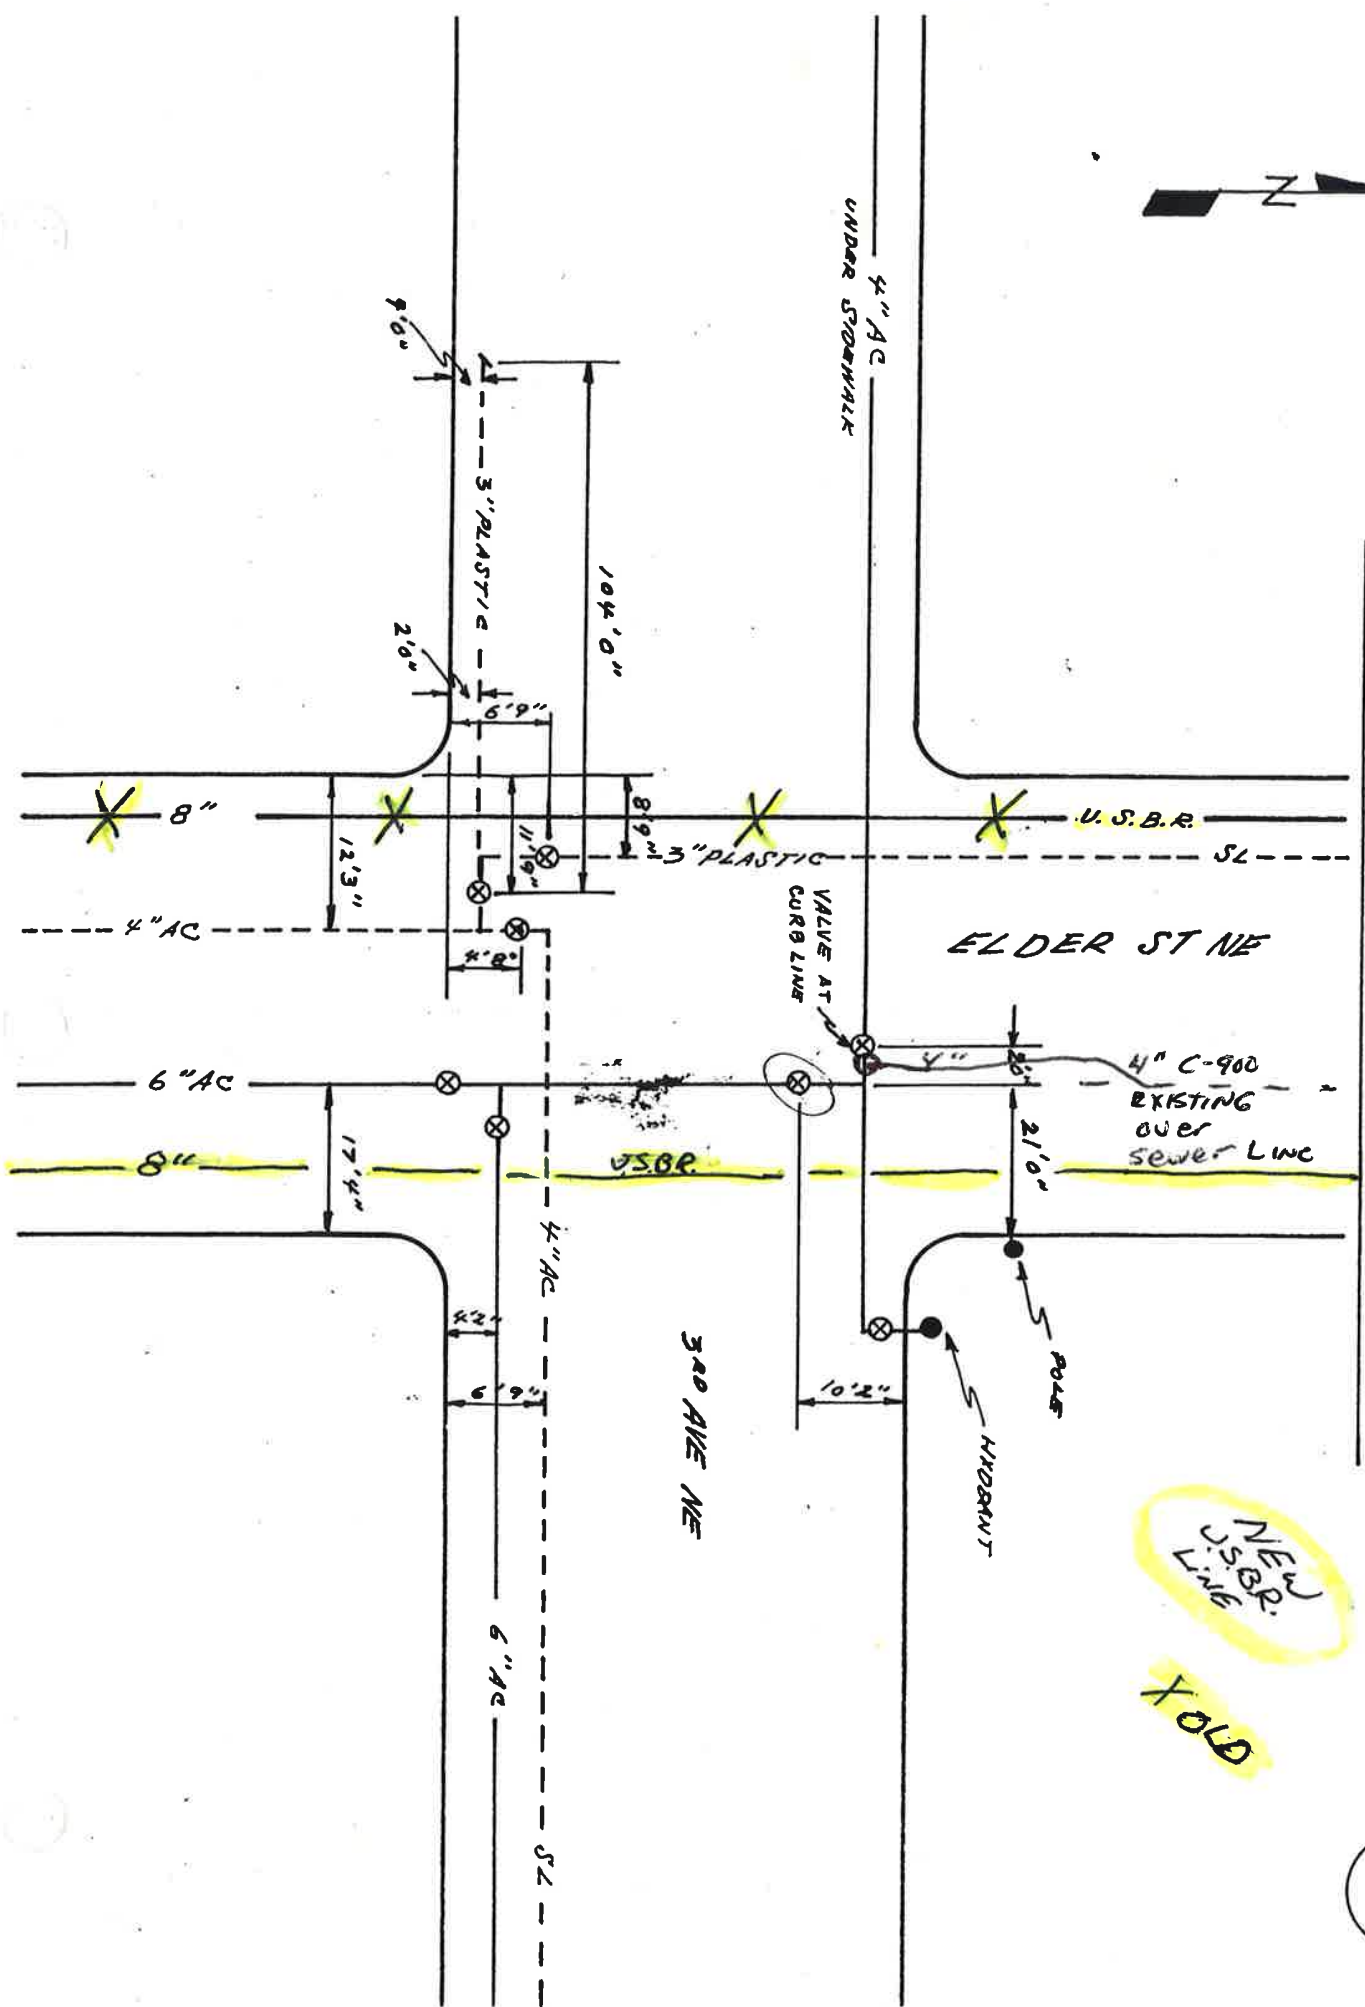 N
4" AC
UNDER SIDEWALK
9'0"
3" PLASTIC
104'0"
2'0"
6'9"
8"
U.S.B.R.
8'9"
11'9"
12'3"
3" PLASTIC
SL
4" AC
4'8"
VALVE AT
CURB LINE
ELDER ST NE
6" AC
4"
20"
4" C-900
EXISTING
over
sewer LINE
21'0"
8"
U.S.B.R.
17'4"
4" AC
4'2"
6'9"
10'2"
3RD AVE NE
POLE
HYDRANT
6" AC
SL
NEW
U.S.B.R.
LINE
X OLD